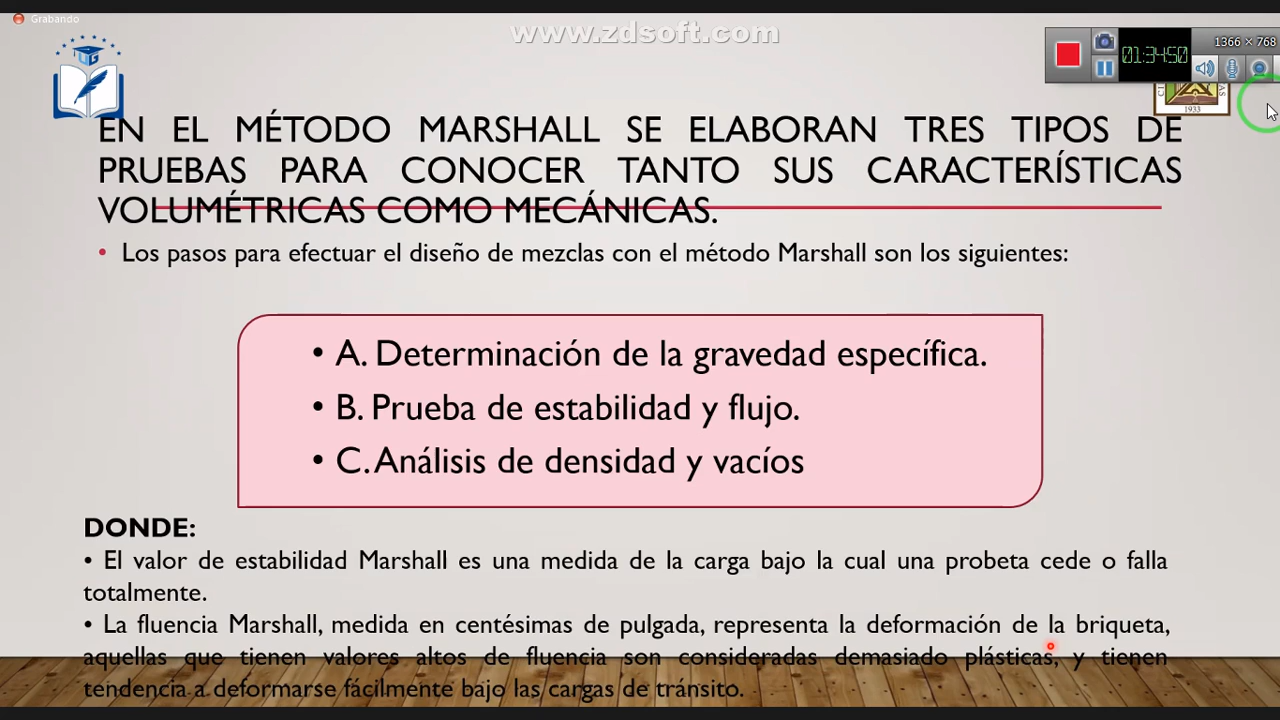 Grabando
www.zdsoft.com
01:34:50
1366 × 768
UG
1933
EN EL MÉTODO MARSHALL SE ELABORAN TRES TIPOS DE
PRUEBAS PARA CONOCER TANTO SUS CARACTERÍSTICAS
VOLUMÉTRICAS COMO MECÁNICAS.
• Los pasos para efectuar el diseño de mezclas con el método Marshall son los siguientes:
• A. Determinación de la gravedad específica.
• B. Prueba de estabilidad y flujo.
• C. Análisis de densidad y vacíos
DONDE:
• El valor de estabilidad Marshall es una medida de la carga bajo la cual una probeta cede o falla
totalmente.
• La fluencia Marshall, medida en centésimas de pulgada, representa la deformación de la briqueta,
aquellas que tienen valores altos de fluencia son consideradas demasiado plásticas, y tienen
tendencia a deformarse fácilmente bajo las cargas de tránsito.